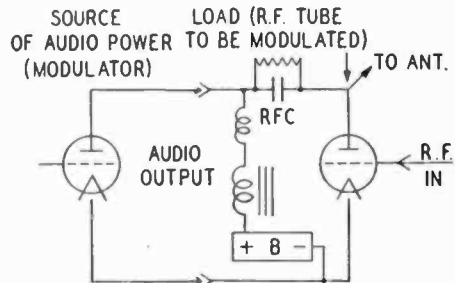 SOURCE
OF AUDIO POWER
(MODULATOR)
LOAD (R.F. TUBE
TO BE MODULATED)
TO ANT.
RFC
AUDIO
OUTPUT
R.F.
IN
+ B -